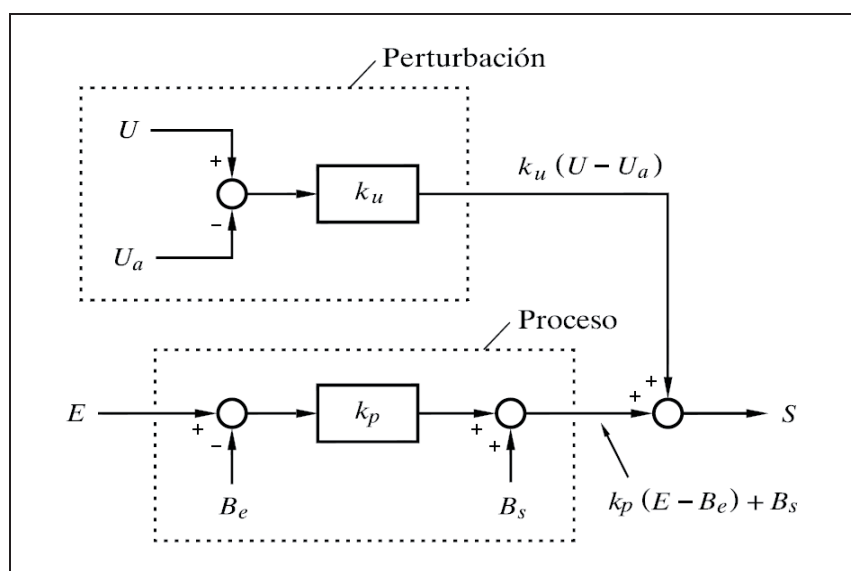 Perturbación
U
+
k_u
k_u (U − U_a)
−
U_a
Proceso
E
+
−
k_p
+
+
+
+
S
B_e
B_s
k_p (E − B_e) + B_s